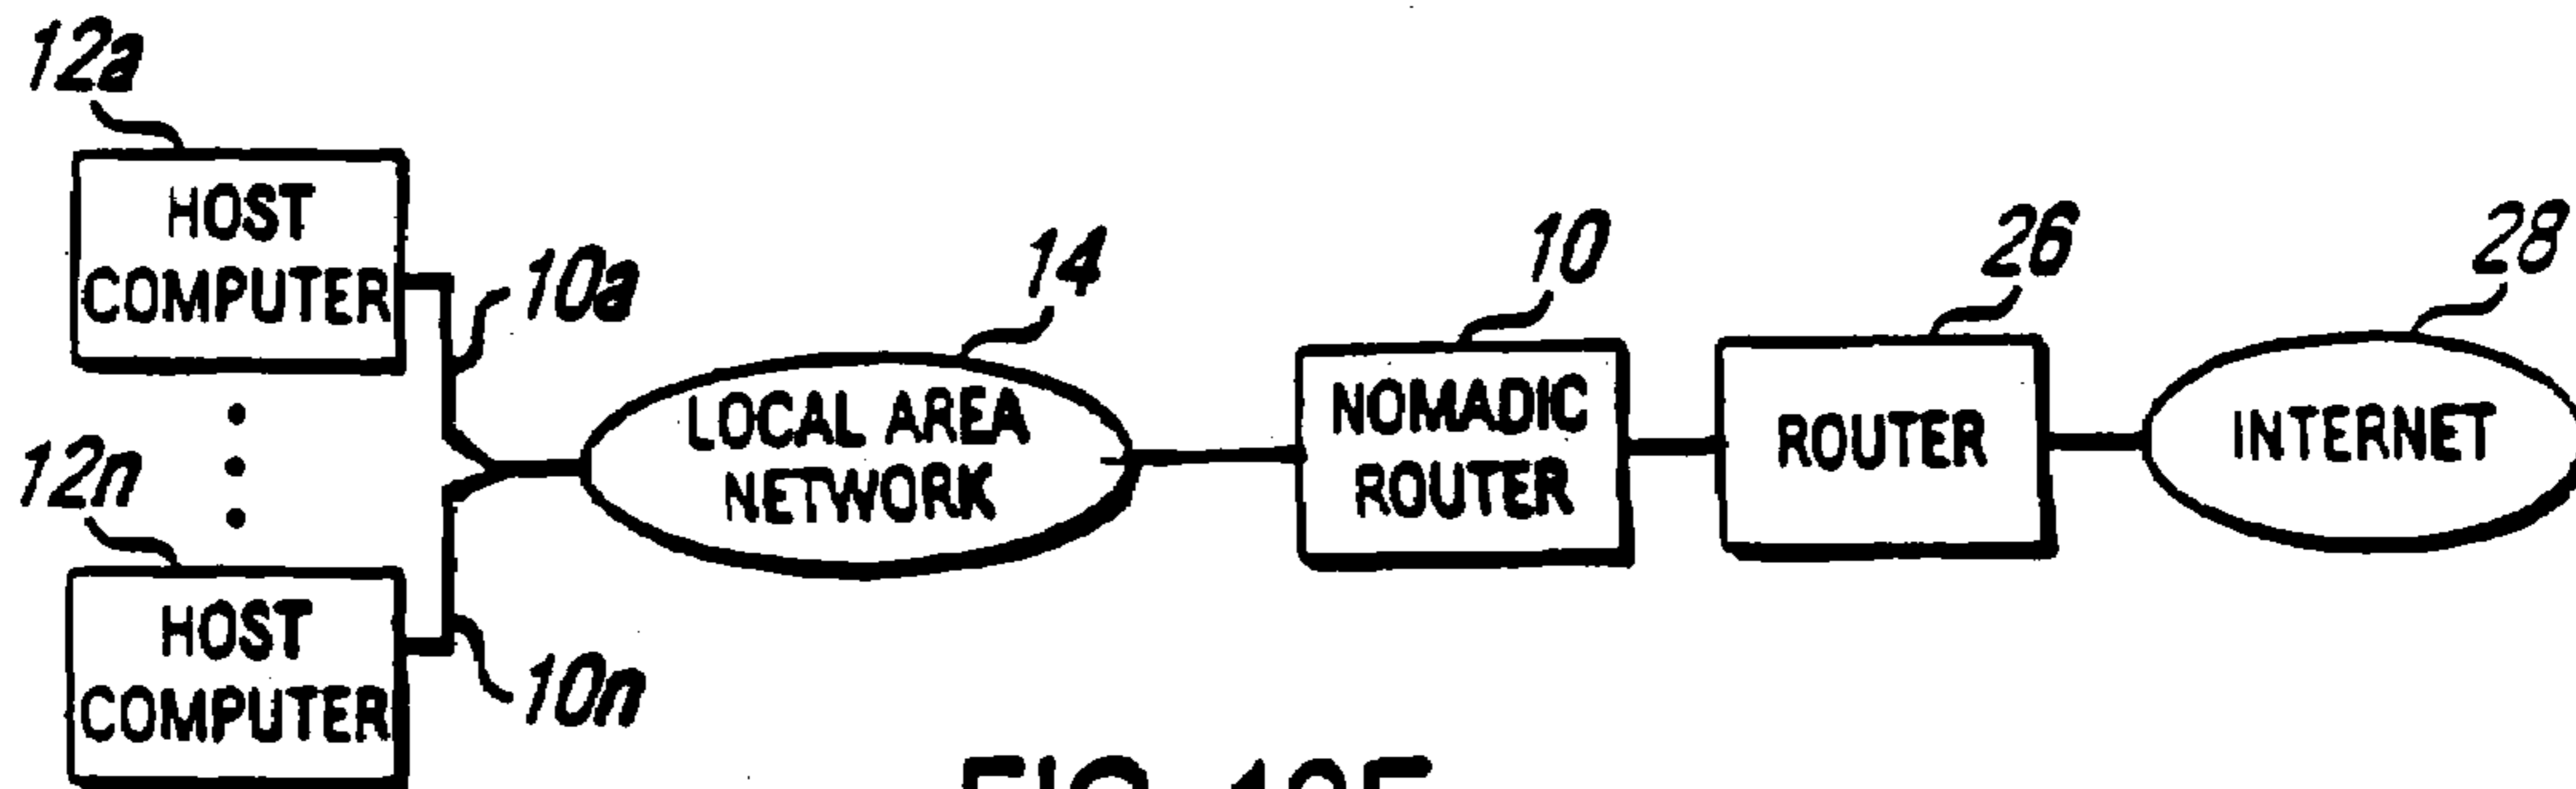 12a
HOST
COMPUTER
10a
12n
HOST
COMPUTER
10n
14
LOCAL AREA
NETWORK
10
NOMADIC
ROUTER
26
ROUTER
28
INTERNET